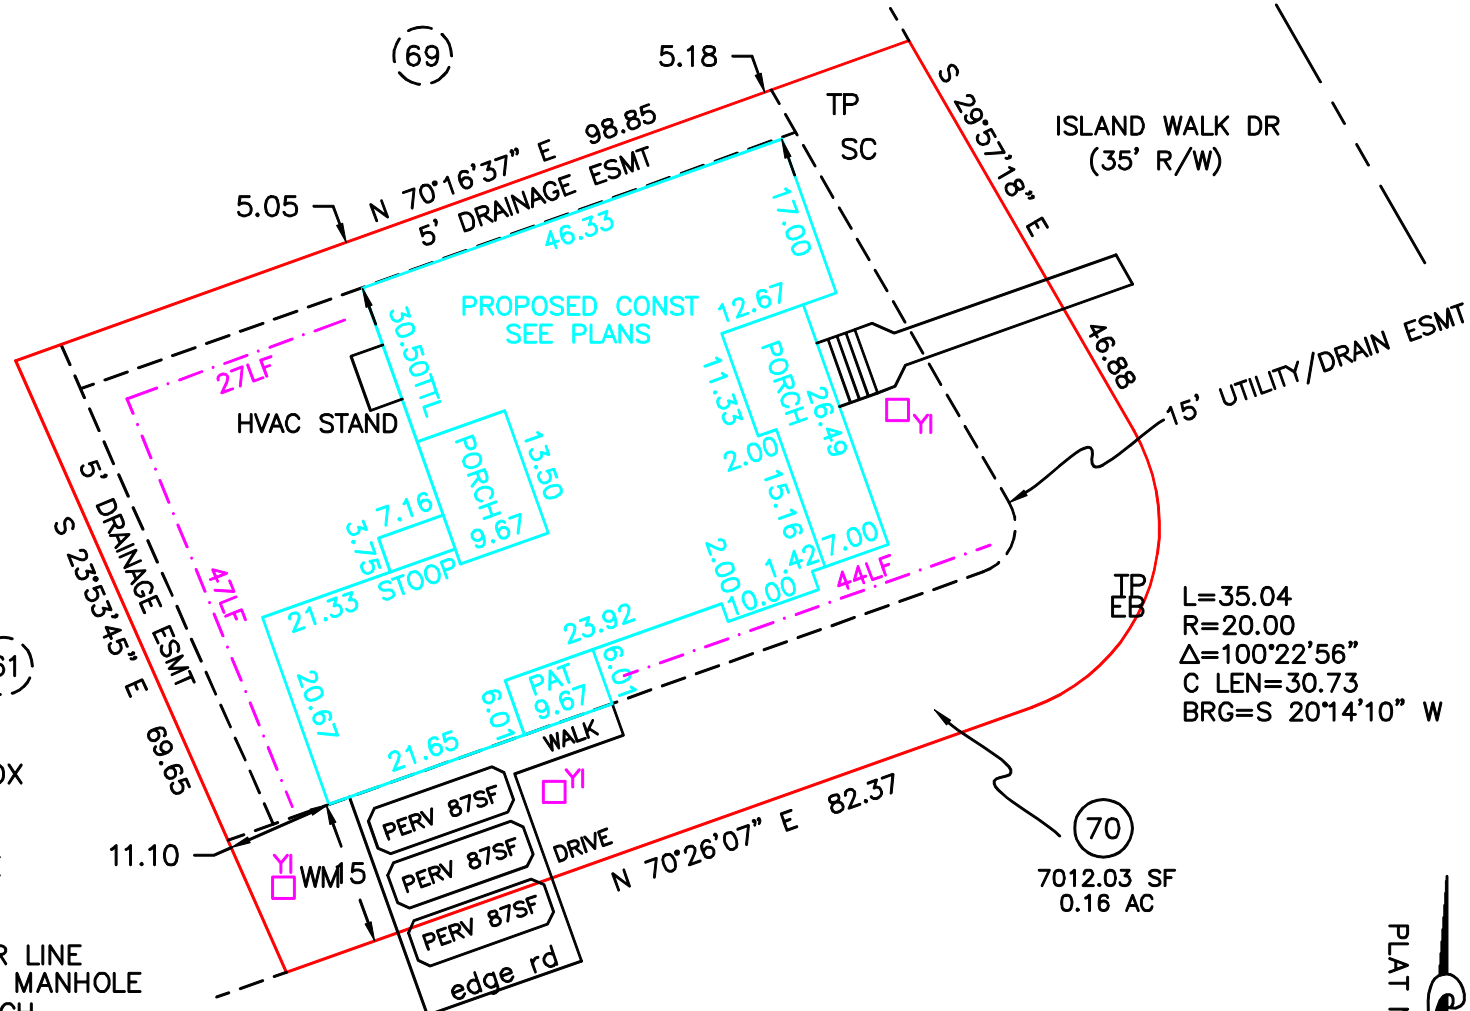 69
5.18
TP
SC
S 29°57'18" E
46.88
ISLAND WALK DR
(35' R/W)
5.05
N 70°16'37" E 98.85
5' DRAINAGE ESMT
46.33
17.00
PROPOSED CONST
SEE PLANS
12.67
30.50TTL
27LF
HVAC STAND
PORCH
11.33
26.49
YI
15' UTILITY/DRAIN ESMT
2.00
15.16
PORCH
13.50
9.67
7.16
3.75
STOOP
21.33
5' DRAINAGE ESMT
S 23°53'45" E 69.65
47LF
61
2.00
1.42
7.00
10.00
44LF
23.92
TP
EB
L=35.04
R=20.00
Δ=100°22'56"
C LEN=30.73
BRG=S 20°14'10" W
20.67
PAT
9.67
6.01
6.01
21.65
WALK
YI
OX
PERV 87SF
PERV 87SF
PERV 87SF
DRIVE
N 70°26'07" E 82.37
11.10
YI
WM
15
70
7012.03 SF
0.16 AC
edge rd
R LINE
MANHOLE
CH
PLAT